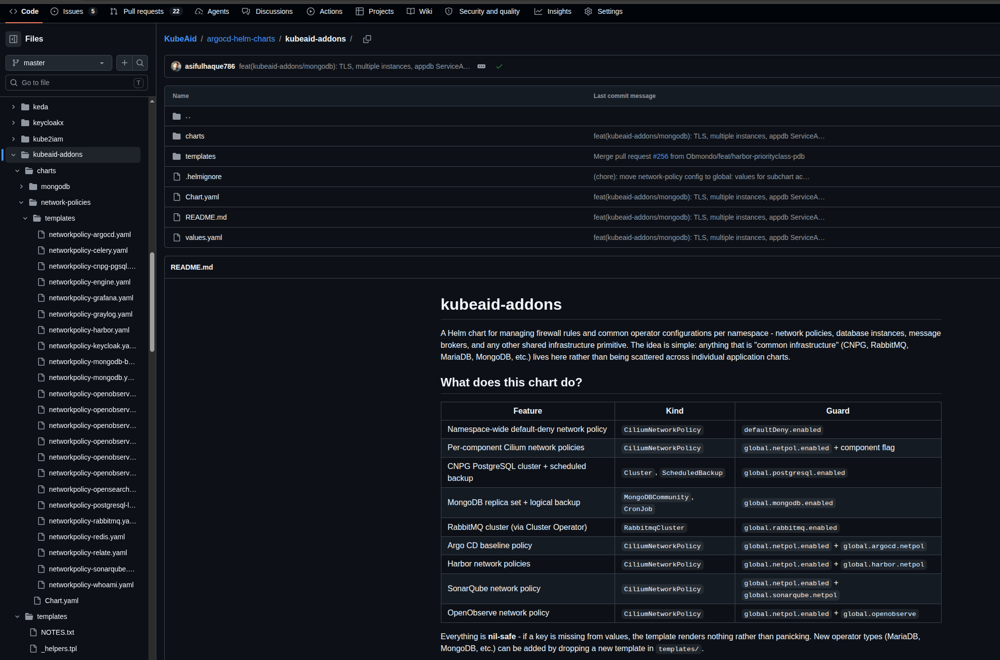 Code Issues 5 Pull requests 22 Agents Discussions Actions Projects Wiki Security and quality Insights Settings
Files
master
Go to file T
keda
keycloakx
kube2iam
kubeaid-addons
charts
mongodb
network-policies
templates
networkpolicy-argocd.yaml
networkpolicy-celery.yaml
networkpolicy-cnpg-pgsql.…
networkpolicy-engine.yaml
networkpolicy-grafana.yaml
networkpolicy-graylog.yaml
networkpolicy-harbor.yaml
networkpolicy-keycloak.ya…
networkpolicy-mongodb-b…
networkpolicy-mongodb.y…
networkpolicy-openobserv…
networkpolicy-openobserv…
networkpolicy-openobserv…
networkpolicy-openobserv…
networkpolicy-openobserv…
networkpolicy-openobserv…
networkpolicy-opensearch…
networkpolicy-postgresql-l…
networkpolicy-rabbitmq.ya…
networkpolicy-redis.yaml
networkpolicy-relate.yaml
networkpolicy-sonarqube.…
networkpolicy-whoami.yaml
Chart.yaml
templates
NOTES.txt
_helpers.tpl
KubeAid / argocd-helm-charts / kubeaid-addons /
asifulhaque786 feat(kubeaid-addons/mongodb): TLS, multiple instances, appdb ServiceA…
Name Last commit message
..
charts feat(kubeaid-addons/mongodb): TLS, multiple instances, appdb ServiceA…
templates Merge pull request #256 from Obmondo/feat/harbor-priorityclass-pdb
.helmignore (chore): move network-policy config to global: values for subchart ac…
Chart.yaml feat(kubeaid-addons/mongodb): TLS, multiple instances, appdb ServiceA…
README.md feat(kubeaid-addons/mongodb): TLS, multiple instances, appdb ServiceA…
values.yaml feat(kubeaid-addons/mongodb): TLS, multiple instances, appdb ServiceA…
README.md
kubeaid-addons
A Helm chart for managing firewall rules and common operator configurations per namespace - network policies, database instances, message
brokers, and any other shared infrastructure primitive. The idea is simple: anything that is "common infrastructure" (CNPG, RabbitMQ,
MariaDB, MongoDB, etc.) lives here rather than being scattered across individual application charts.
What does this chart do?
Feature Kind Guard
Namespace-wide default-deny network policy CiliumNetworkPolicy defaultDeny.enabled
Per-component Cilium network policies CiliumNetworkPolicy global.netpol.enabled + component flag
CNPG PostgreSQL cluster + scheduled
backup Cluster, ScheduledBackup global.postgresql.enabled
MongoDB replica set + logical backup MongoDBCommunity,
CronJob global.mongodb.enabled
RabbitMQ cluster (via Cluster Operator) RabbitmqCluster global.rabbitmq.enabled
Argo CD baseline policy CiliumNetworkPolicy global.netpol.enabled + global.argocd.netpol
Harbor network policies CiliumNetworkPolicy global.netpol.enabled + global.harbor.netpol
SonarQube network policy CiliumNetworkPolicy global.netpol.enabled +
global.sonarqube.netpol
OpenObserve network policy CiliumNetworkPolicy global.netpol.enabled + global.openobserve
Everything is nil-safe - if a key is missing from values, the template renders nothing rather than panicking. New operator types (MariaDB,
MongoDB, etc.) can be added by dropping a new template in templates/.